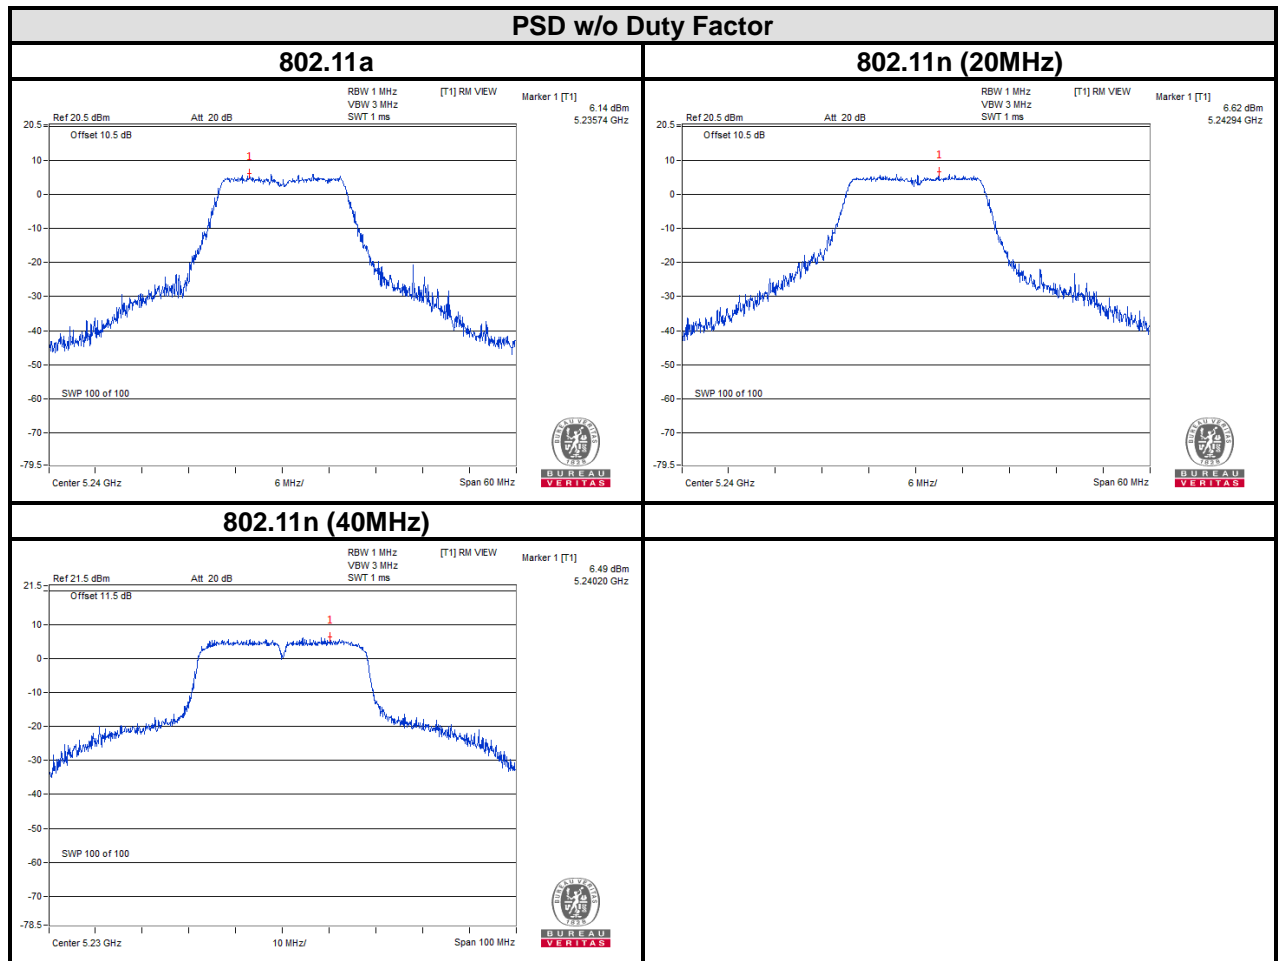 PSD w/o Duty Factor
802.11a
802.11n (20MHz)
RBW 1 MHz
[T1] RM VIEW
Marker 1 [T1]
VBW 3 MHz
6.14 dBm
Ref 20.5 dBm
Att 20 dB
SWT 1 ms
5.23574 GHz
20.5
Offset 10.5 dB
1
10
0
-10
-20
-30
-40
-50
SWP 100 of 100
-60
-70
-79.5
Center 5.24 GHz
6 MHz/
Span 60 MHz
BUREAU VERITAS
1828
BUREAU
VERITAS
RBW 1 MHz
[T1] RM VIEW
Marker 1 [T1]
VBW 3 MHz
6.62 dBm
Ref 20.5 dBm
Att 20 dB
SWT 1 ms
5.24294 GHz
20.5
Offset 10.5 dB
1
10
0
-10
-20
-30
-40
-50
SWP 100 of 100
-60
-70
-79.5
Center 5.24 GHz
6 MHz/
Span 60 MHz
BUREAU VERITAS
1828
BUREAU
VERITAS
802.11n (40MHz)
RBW 1 MHz
[T1] RM VIEW
Marker 1 [T1]
VBW 3 MHz
6.49 dBm
Ref 21.5 dBm
Att 20 dB
SWT 1 ms
5.24020 GHz
21.5
Offset 11.5 dB
1
10
0
-10
-20
-30
-40
-50
SWP 100 of 100
-60
-70
-78.5
Center 5.23 GHz
10 MHz/
Span 100 MHz
BUREAU VERITAS
1828
BUREAU
VERITAS